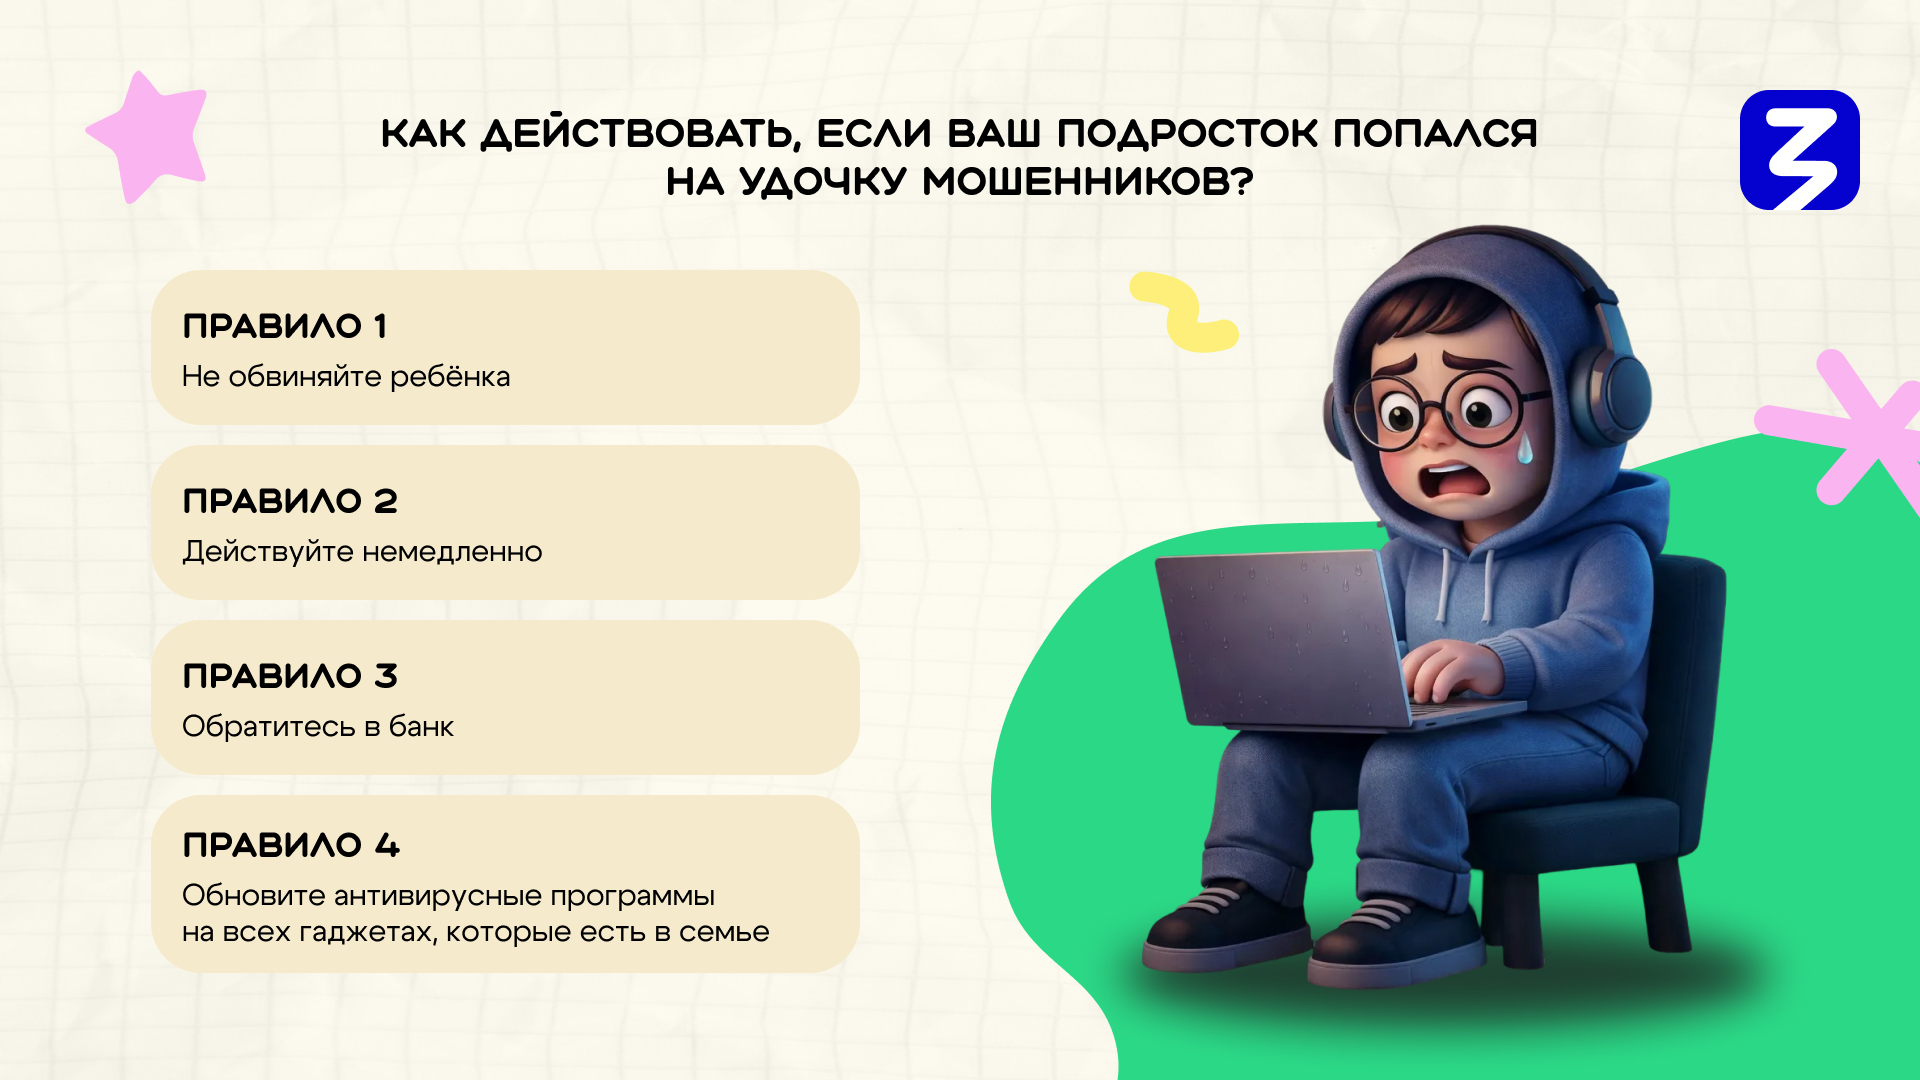 КАК ДЕЙСТВОВАТЬ, ЕСЛИ ВАШ ПОДРОСТОК ПОПАЛСЯ
НА УДОЧКУ МОШЕННИКОВ?
ПРАВИЛО 1
Не обвиняйте ребёнка
ПРАВИЛО 2
Действуйте немедленно
ПРАВИЛО 3
Обратитесь в банк
ПРАВИЛО 4
Обновите антивирусные программы
на всех гаджетах, которые есть в семье